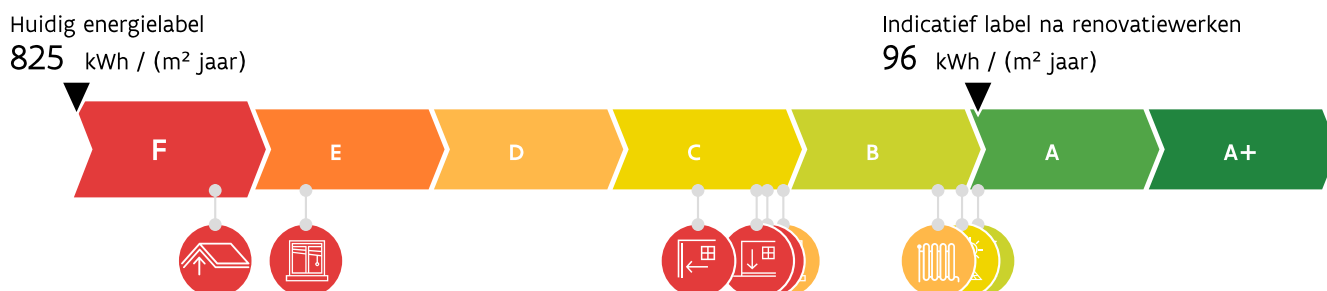 Huidig energielabel
825 kWh / (m² jaar)
Indicatief label na renovatiewerken
96 kWh / (m² jaar)
F E D C B A A+